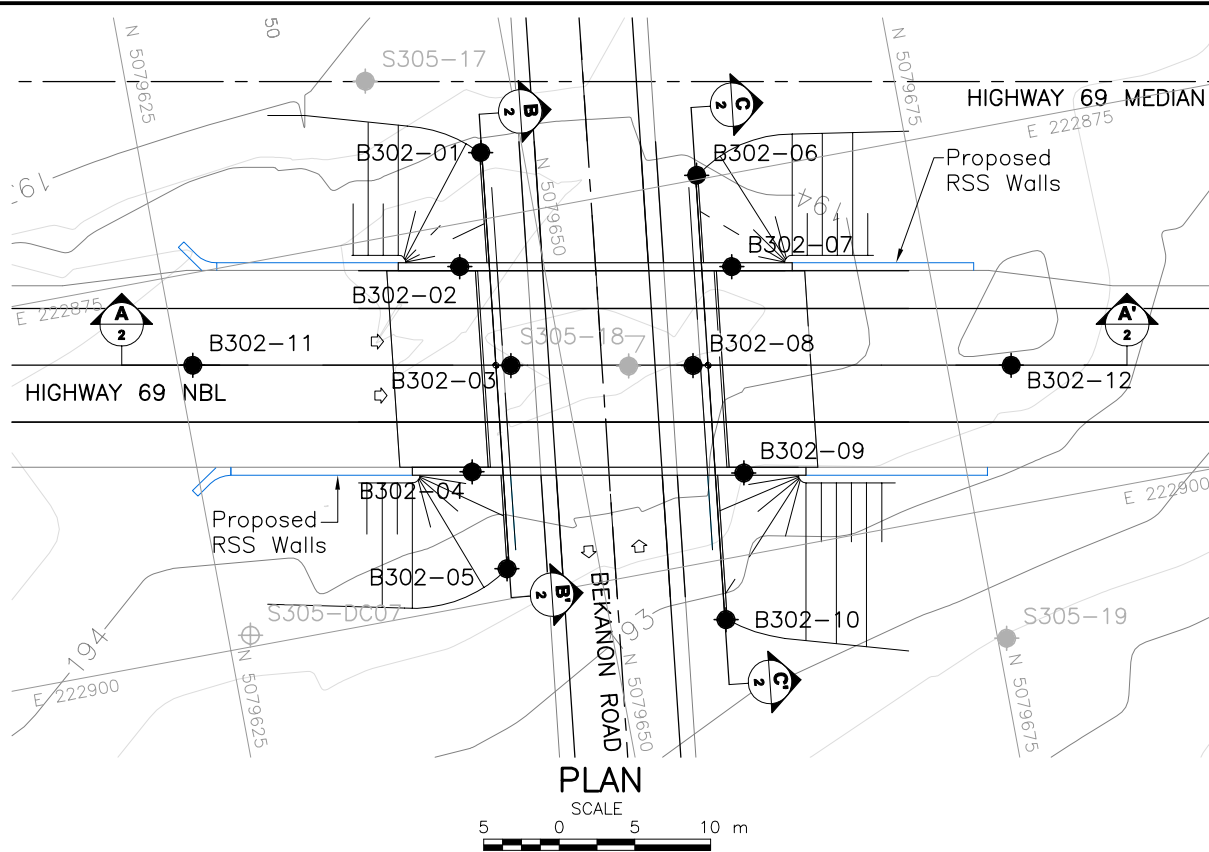 N 5079625
50
S305-17
N 5079675
HIGHWAY 69 MEDIAN
E 222875
B
2
C
2
B302-01
B302-06
Proposed
RSS Walls
N 5079650
194
B302-07
B302-02
E 222875
A
2
A'
2
S305-18
B302-11
B302-08
B302-03
B302-12
HIGHWAY 69 NBL
B302-09
B302-04
E 222900
Proposed
RSS Walls
B302-05
B'
2
BEKANON ROAD
S305-DC07
B302-10
S305-19
194
E 222900
N 5079625
N 5079650
N 5079675
C'
2
PLAN
SCALE
5 0 5 10 m